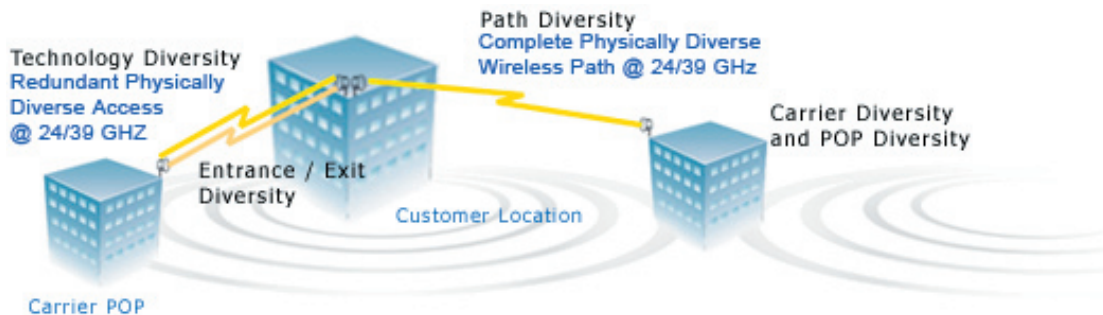 Technology Diversity
Redundant Physically
Diverse Access
@ 24/39 GHZ
Path Diversity
Complete Physically Diverse
Wireless Path @ 24/39 GHz
Carrier Diversity
and POP Diversity
Entrance / Exit
Diversity
Customer Location
Carrier POP